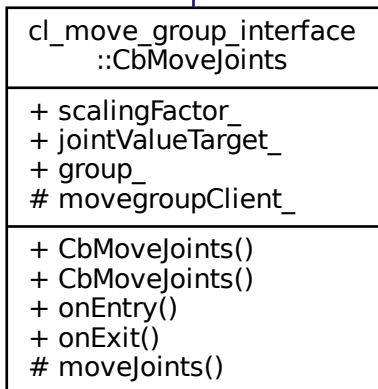 cl_move_group_interface
::CbMoveJoints
+ scalingFactor_
+ jointValueTarget_
+ group_
# movegroupClient_
+ CbMoveJoints()
+ CbMoveJoints()
+ onEntry()
+ onExit()
# moveJoints()